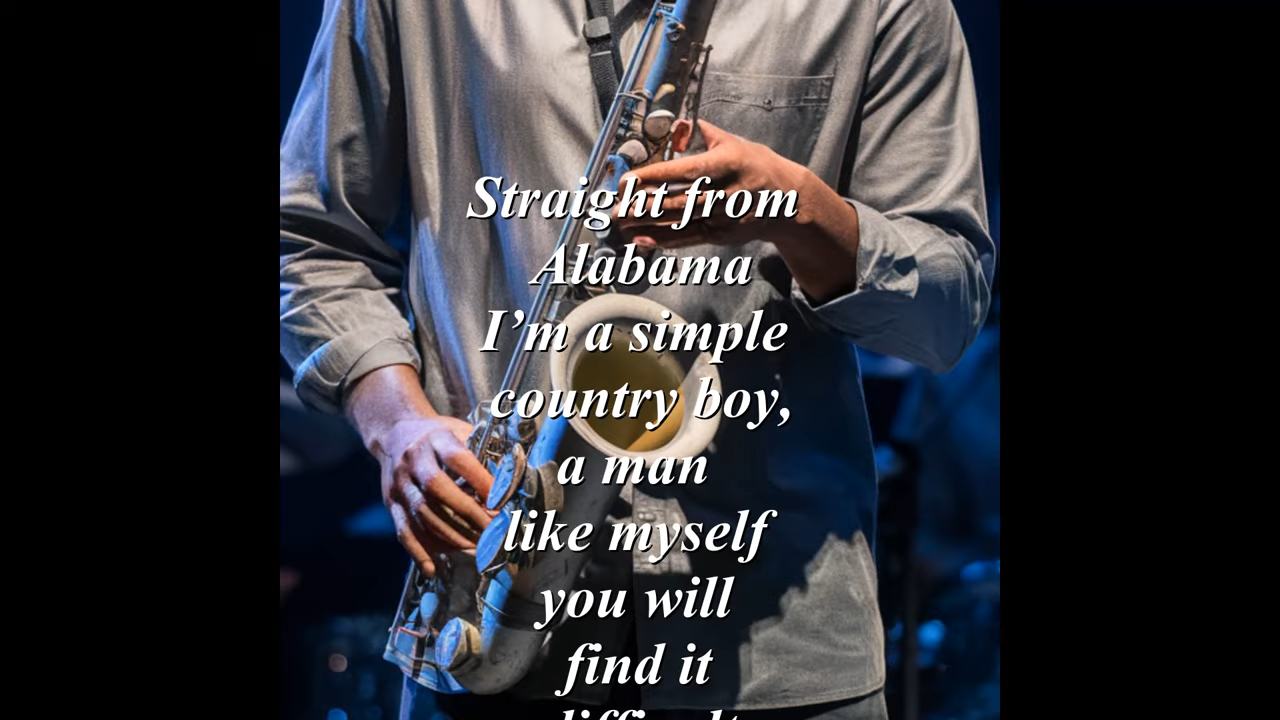 Straight from
Alabama
I’m a simple
country boy,
a man
like myself
you will
find it